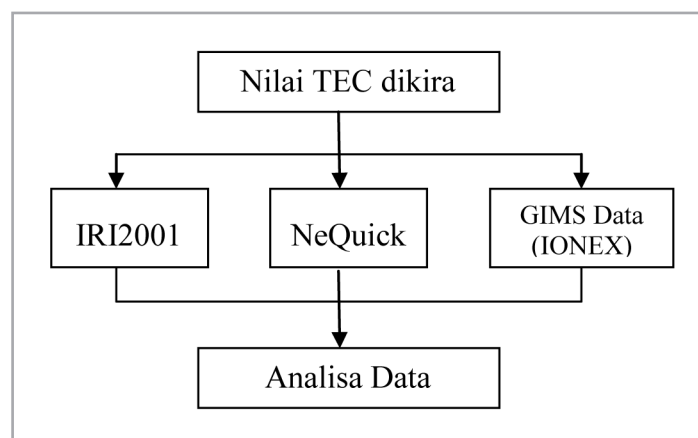 Nilai TEC dikira
IRI2001
NeQuick
GIMS Data
(IONEX)
Analisa Data